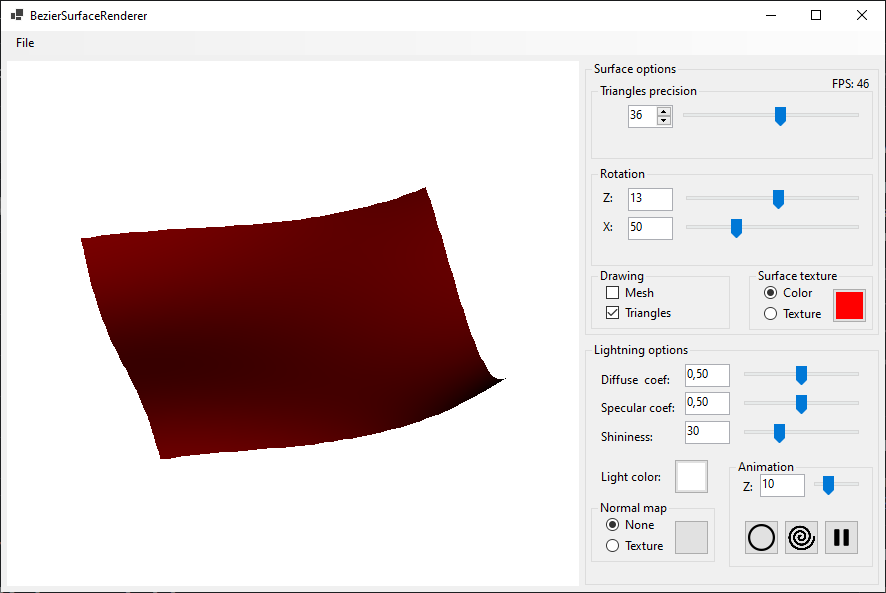 BezierSurfaceRenderer
File
Surface options
FPS: 46
Triangles precision
36
Rotation
Z: 13
X: 50
Drawing
Mesh
Triangles
Surface texture
Color
Texture
Lightning options
Diffuse coef: 0,50
Specular coef: 0,50
Shininess: 30
Light color:
Animation
Z: 10
Normal map
None
Texture